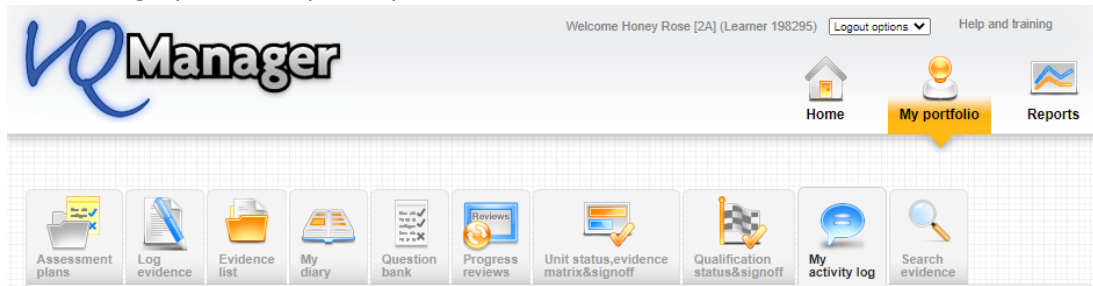 Welcome Honey Rose [2A] (Learner 198295) Logout options Help and training
VQManager
Home My portfolio Reports
Reviews
Assessment plans
Log evidence
Evidence list
My diary
Question bank
Progress reviews
Unit status,evidence matrix&signoff
Qualification status&signoff
My activity log
Search evidence